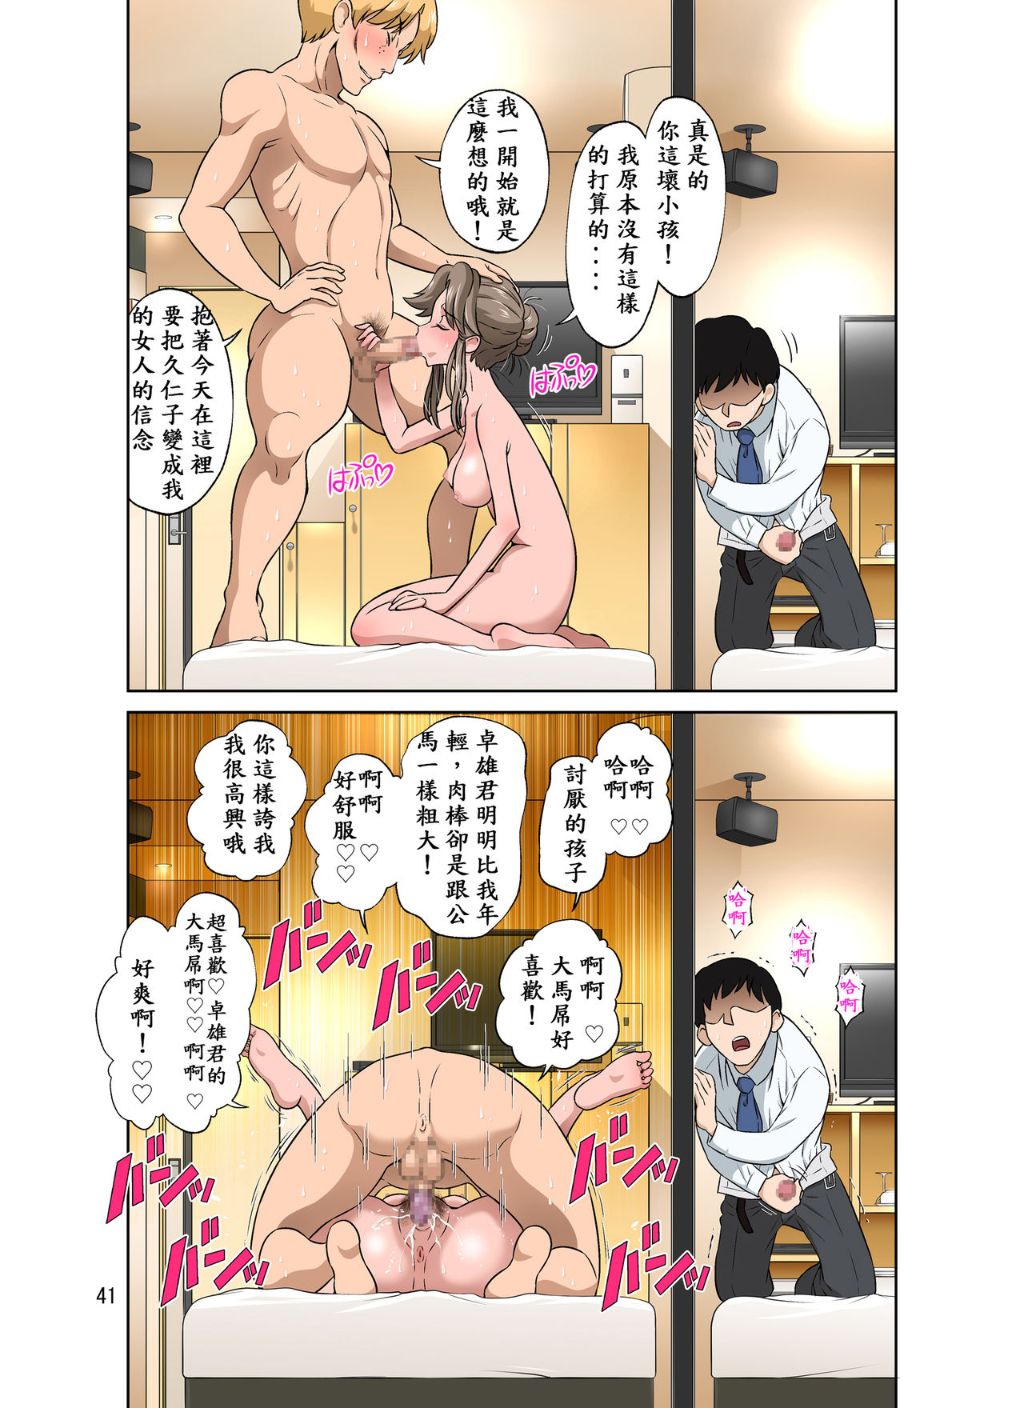 真是的
你這壞小孩！
我原本沒有這樣
的打算的‥‥
我一開始就是
這麼想的哦！
抱著今天在這裡
要把久仁子變成我
的女人的信念
はぷっ♡
はぷっ♡
哈啊
哈啊♡♡
討厭的孩子
卓雄君明明比我年
輕，肉棒卻是跟公
馬一樣粗大！
啊啊♡♡
好舒服♡♡
你這樣誇我
我很高興哦
啊啊♡
大馬屌好
喜歡！
超喜歡♡卓雄君的
大馬屌啊♡♡啊啊♡
好爽啊！♡♡
哈啊
哈啊
哈啊
バンッ
バンッ
バンッ
バンッ
バンッ
バンッ
41